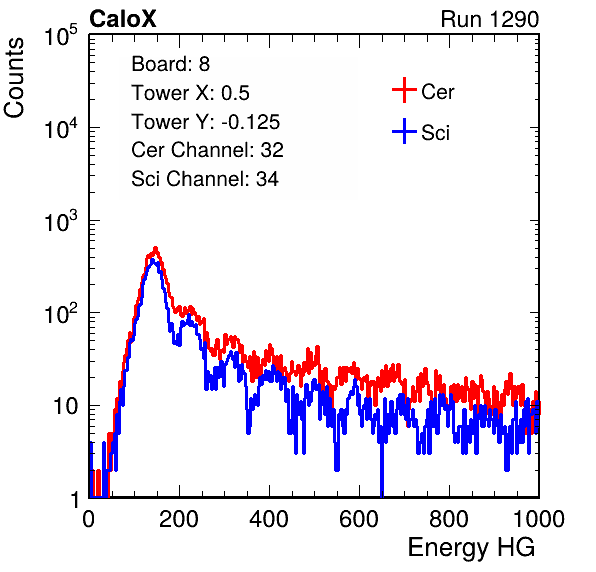 CaloX Run 1290
Counts
10^5
10^4
10^3
10^2
10
1
Board: 8
Tower X: 0.5
Tower Y: -0.125
Cer Channel: 32
Sci Channel: 34
Cer
Sci
0 200 400 600 800 1000
Energy HG